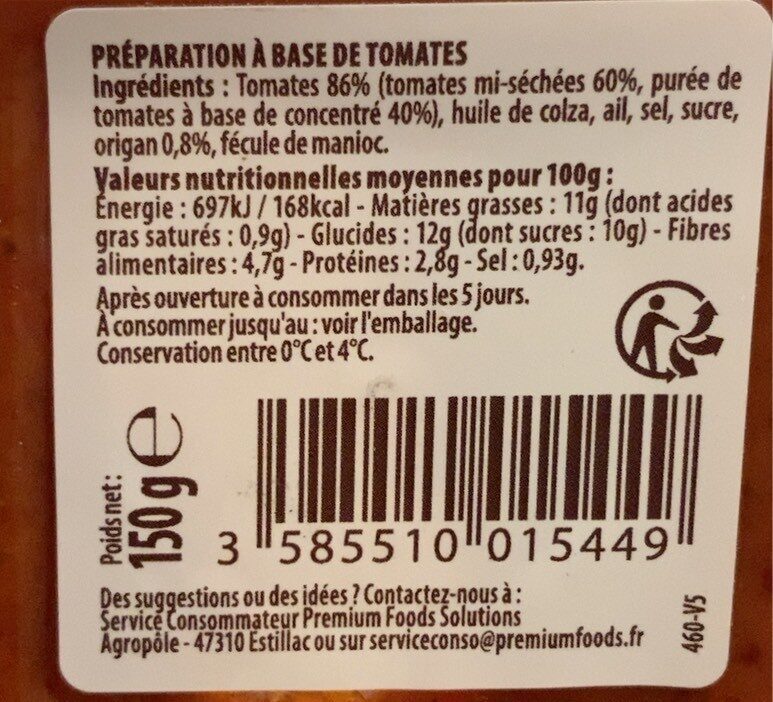 PRÉPARATION À BASE DE TOMATES
Ingrédients : Tomates 86% (tomates mi-séchées 60%, purée de
tomates à base de concentré 40%), huile de colza, ail, sel, sucre,
origan 0,8%, fécule de manioc.
Valeurs nutritionnelles moyennes pour 100g :
Énergie : 697kJ / 168kcal - Matières grasses : 11g (dont acides
gras saturés : 0,9g) - Glucides : 12g (dont sucres : 10g) - Fibres
alimentaires : 4,7g - Protéines : 2,8g - Sel : 0,93g.
Après ouverture à consommer dans les 5 jours.
À consommer jusqu'au : voir l'emballage.
Conservation entre 0°C et 4°C.
Poids net :
150 g e
3 585510 015449
Des suggestions ou des idées ? Contactez-nous à :
Service Consommateur Premium Foods Solutions
Agropôle - 47310 Estillac ou sur serviceconso@premiumfoods.fr
460-V5